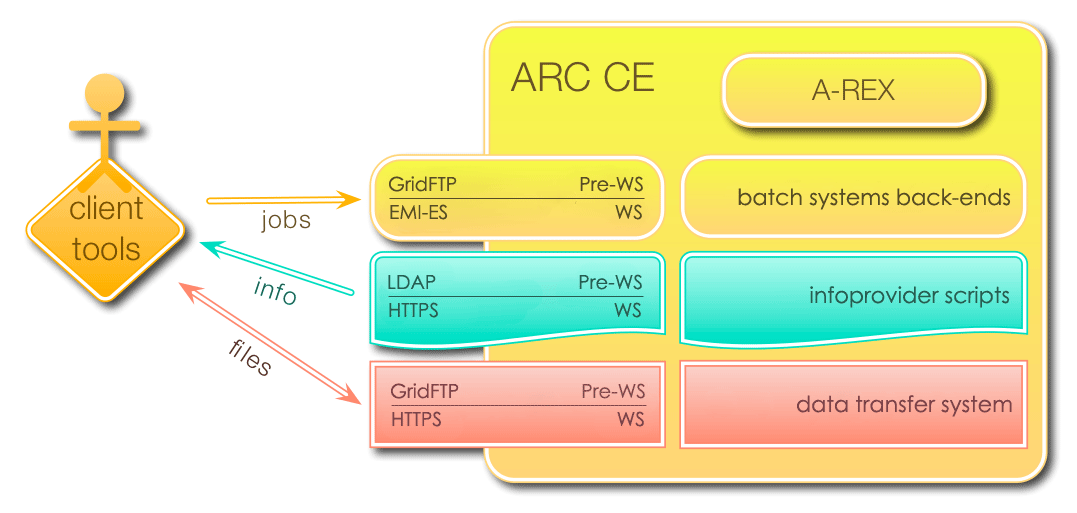 ARC CE
A-REX
client
tools
jobs
info
files
GridFTP Pre-WS
EMI-ES WS
batch systems back-ends
LDAP Pre-WS
HTTPS WS
infoprovider scripts
GridFTP Pre-WS
HTTPS WS
data transfer system